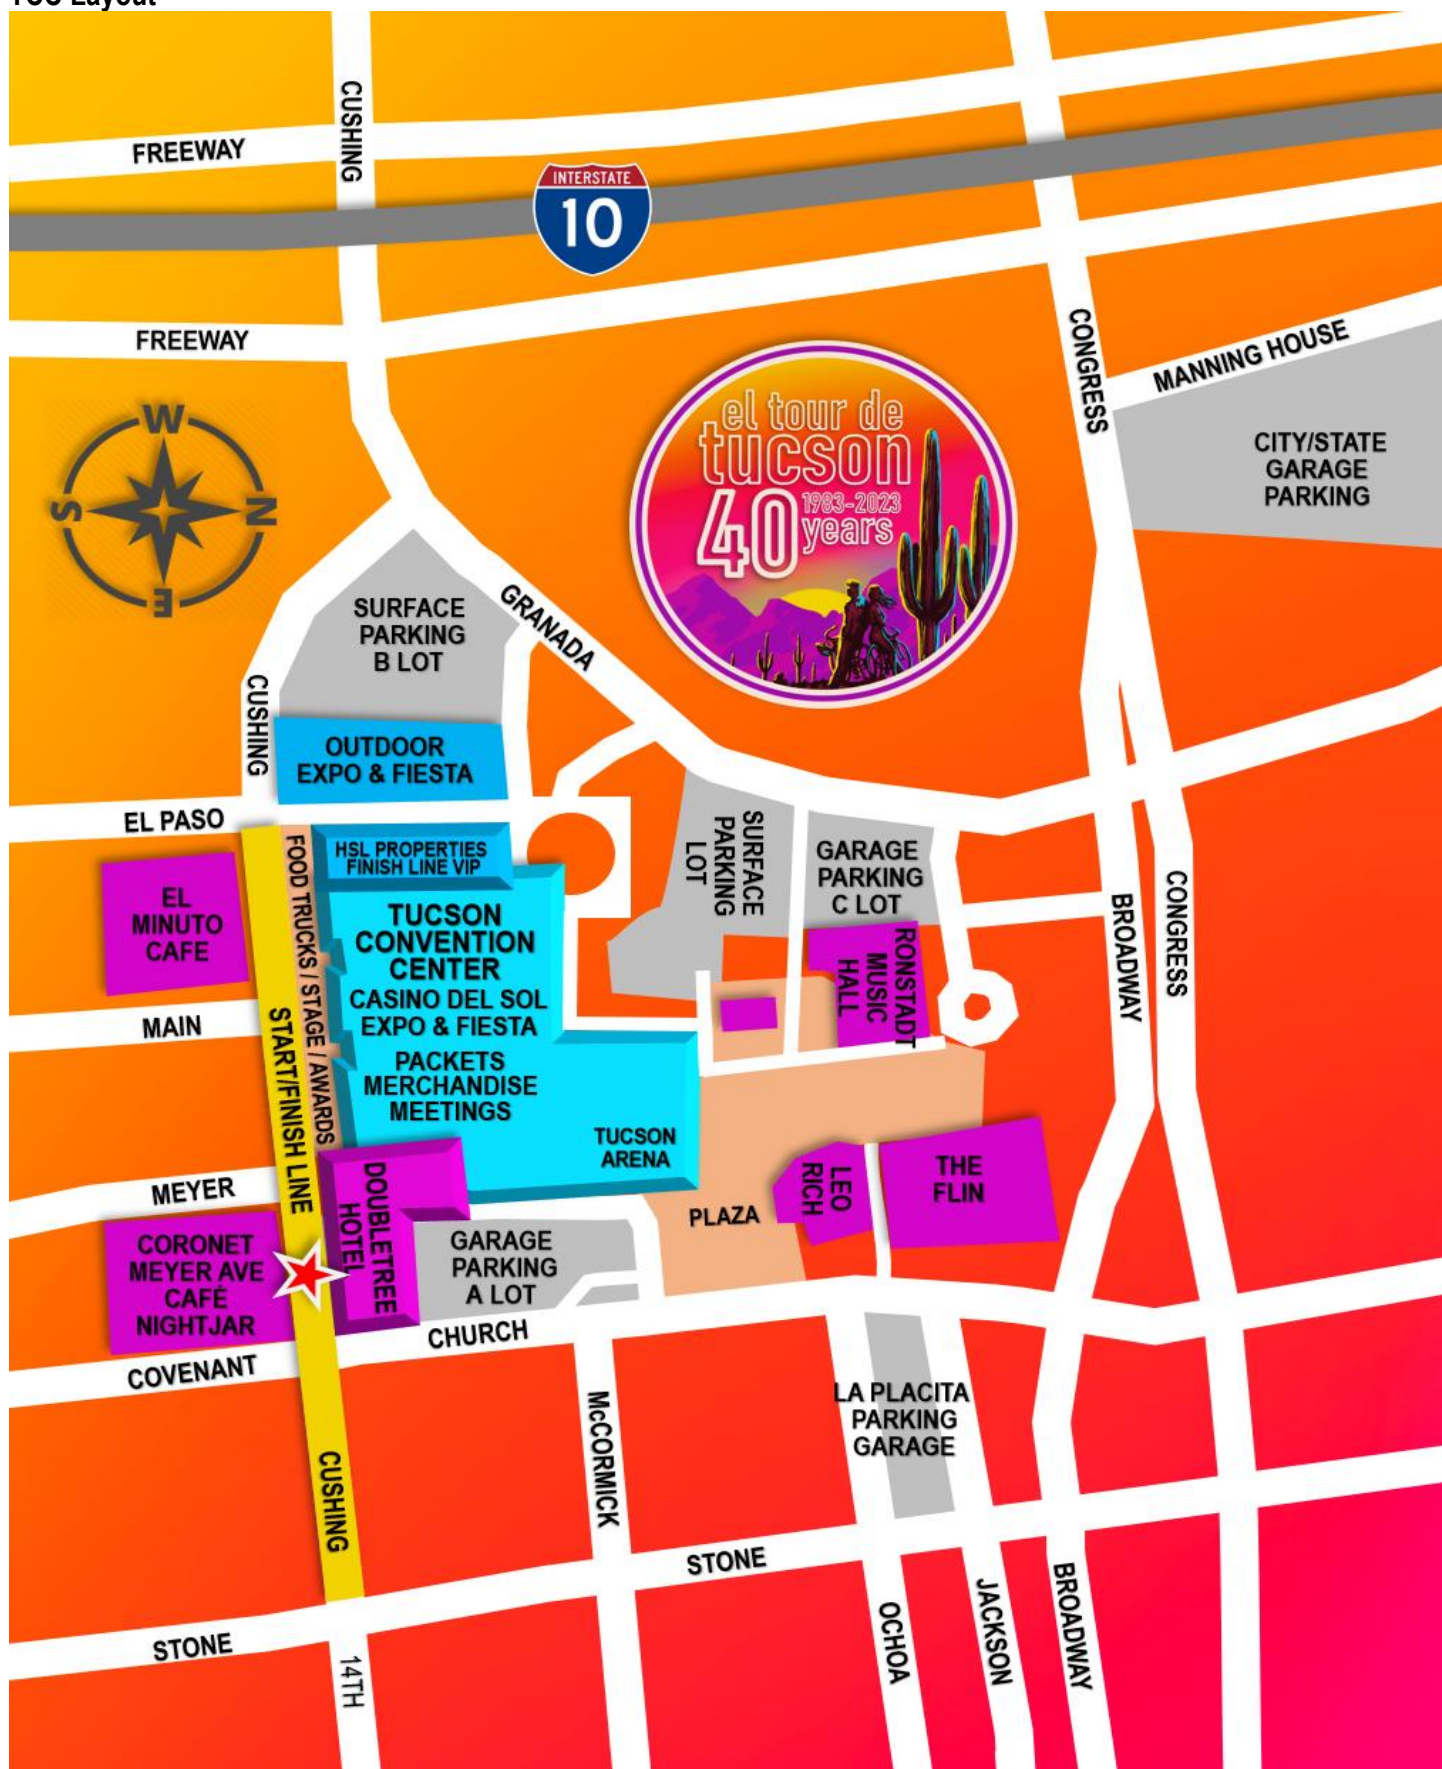 TCC Layout
CUSHING
FREEWAY
INTERSTATE
10
FREEWAY
CONGRESS
MANNING HOUSE
CITY/STATE
GARAGE
PARKING
W
S
N
E
el tour de
tucson
40
1983-2023
years
SURFACE
PARKING
B LOT
GRANADA
CUSHING
OUTDOOR
EXPO & FIESTA
EL PASO
HSL PROPERTIES
FINISH LINE VIP
SURFACE
PARKING
LOT
GARAGE
PARKING
C LOT
EL
MINUTO
CAFE
FOOD TRUCKS / STAGE / AWARDS
TUCSON
CONVENTION
CENTER
CASINO DEL SOL
EXPO & FIESTA
PACKETS
MERCHANDISE
MEETINGS
TUCSON
ARENA
RONSTADT
MUSIC
HALL
BROADWAY
CONGRESS
MAIN
START/FINISH LINE
MEYER
DOUBLETREE
HOTEL
PLAZA
LEO
RICH
THE
FLIN
CORONET
MEYER AVE
CAFÉ
NIGHTJAR
GARAGE
PARKING
A LOT
CHURCH
COVENANT
McCORMICK
LA PLACITA
PARKING
GARAGE
CUSHING
STONE
STONE
14TH
OCHOA
JACKSON
BROADWAY